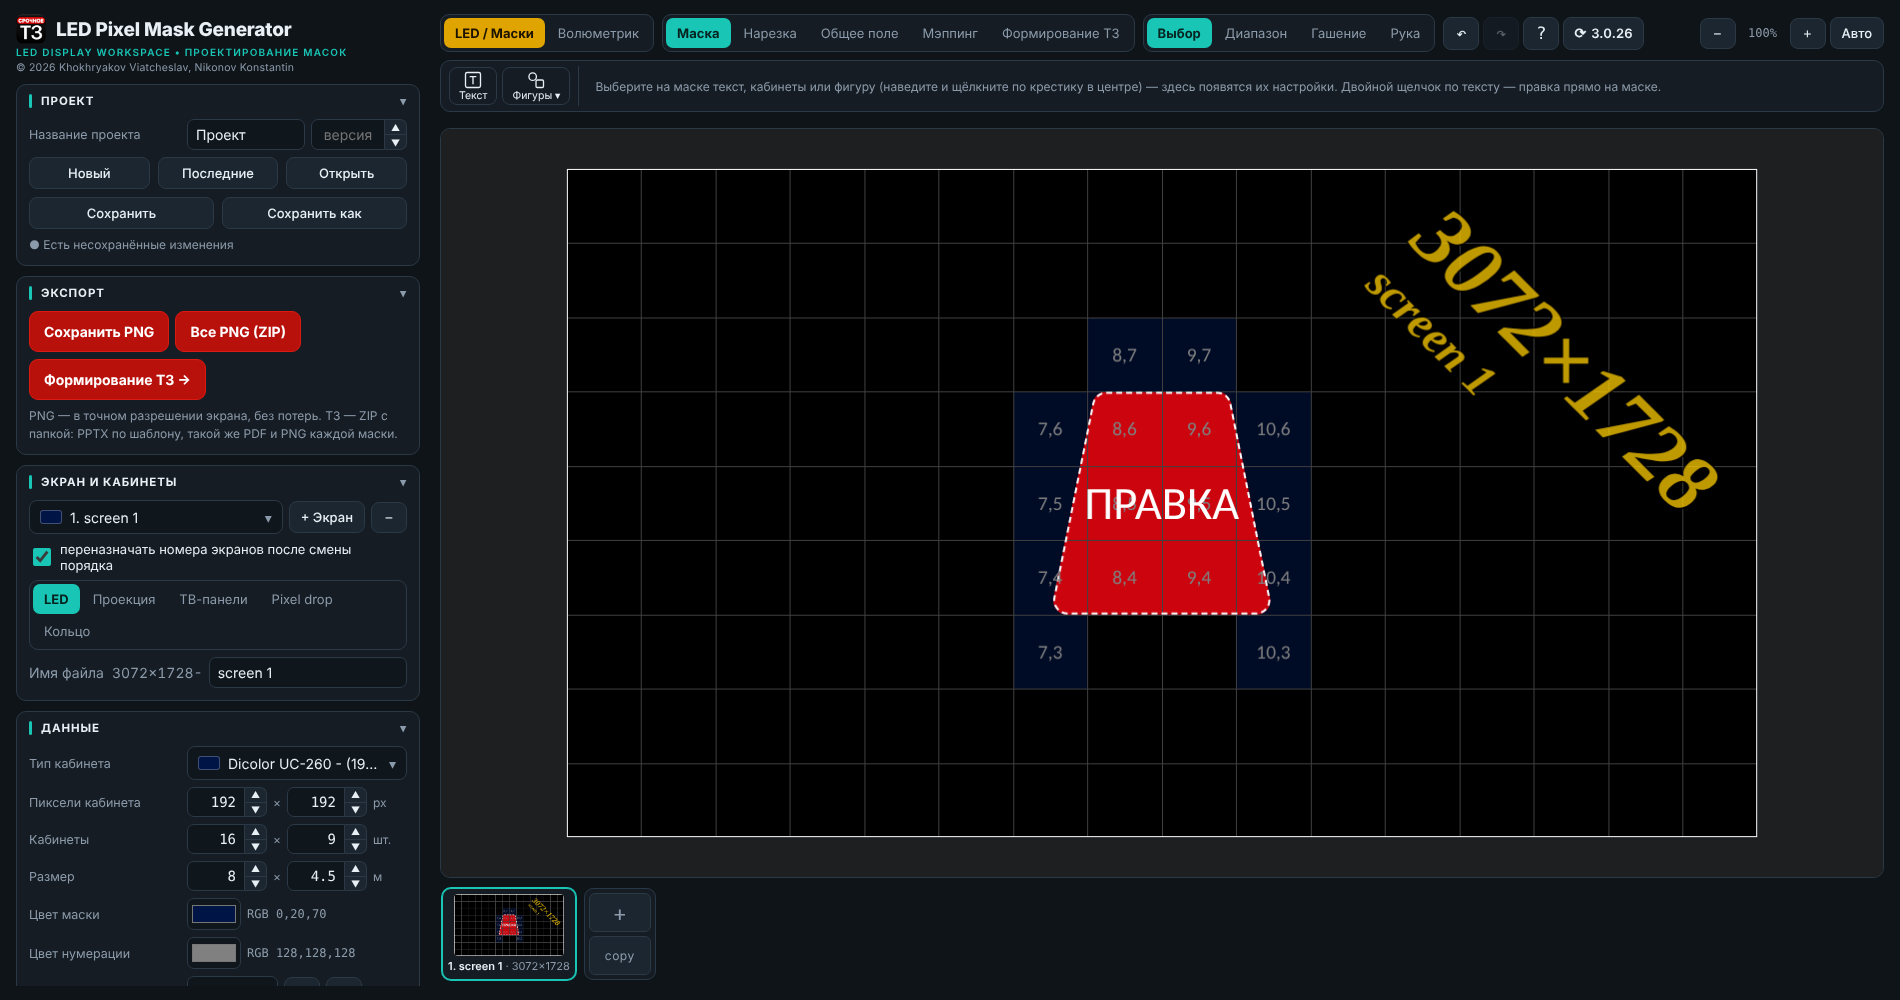 СРОЧНОЕ
ТЗ
LED Pixel Mask Generator
LED DISPLAY WORKSPACE • ПРОЕКТИРОВАНИЕ МАСОК
© 2026 Khokhryakov Viatcheslav, Nikonov Konstantin
LED / Маски
Волюметрик
Маска
Нарезка
Общее поле
Мэппинг
Формирование ТЗ
Выбор
Диапазон
Гашение
Рука
?
⟳ 3.0.26
−
100%
+
Авто
Текст
Фигуры ▾
Выберите на маске текст, кабинеты или фигуру (наведите и щёлкните по крестику в центре) — здесь появятся их настройки. Двойной щелчок по тексту — правка прямо на маске.
ПРОЕКТ
Название проекта
Проект
версия
Новый
Последние
Открыть
Сохранить
Сохранить как
Есть несохранённые изменения
ЭКСПОРТ
Сохранить PNG
Все PNG (ZIP)
Формирование ТЗ →
PNG — в точном разрешении экрана, без потерь. ТЗ — ZIP с
папкой: PPTX по шаблону, такой же PDF и PNG каждой маски.
ЭКРАН И КАБИНЕТЫ
1. screen 1
+ Экран
−
переназначать номера экранов после смены
порядка
LED
Проекция
ТВ-панели
Pixel drop
Кольцо
Имя файла 3072×1728-
screen 1
ДАННЫЕ
Тип кабинета
Dicolor UC-260 - (19...
Пиксели кабинета
192 × 192 px
Кабинеты
16 × 9 шт.
Размер
8 × 4.5 м
Цвет маски
RGB 0,20,70
Цвет нумерации
RGB 128,128,128
3072×1728
screen 1
8,7 9,7
7,6 8,6 9,6 10,6
7,5 10,5
ПРАВКА
7,4 8,4 9,4 10,4
7,3 10,3
1. screen 1 · 3072×1728
+
copy